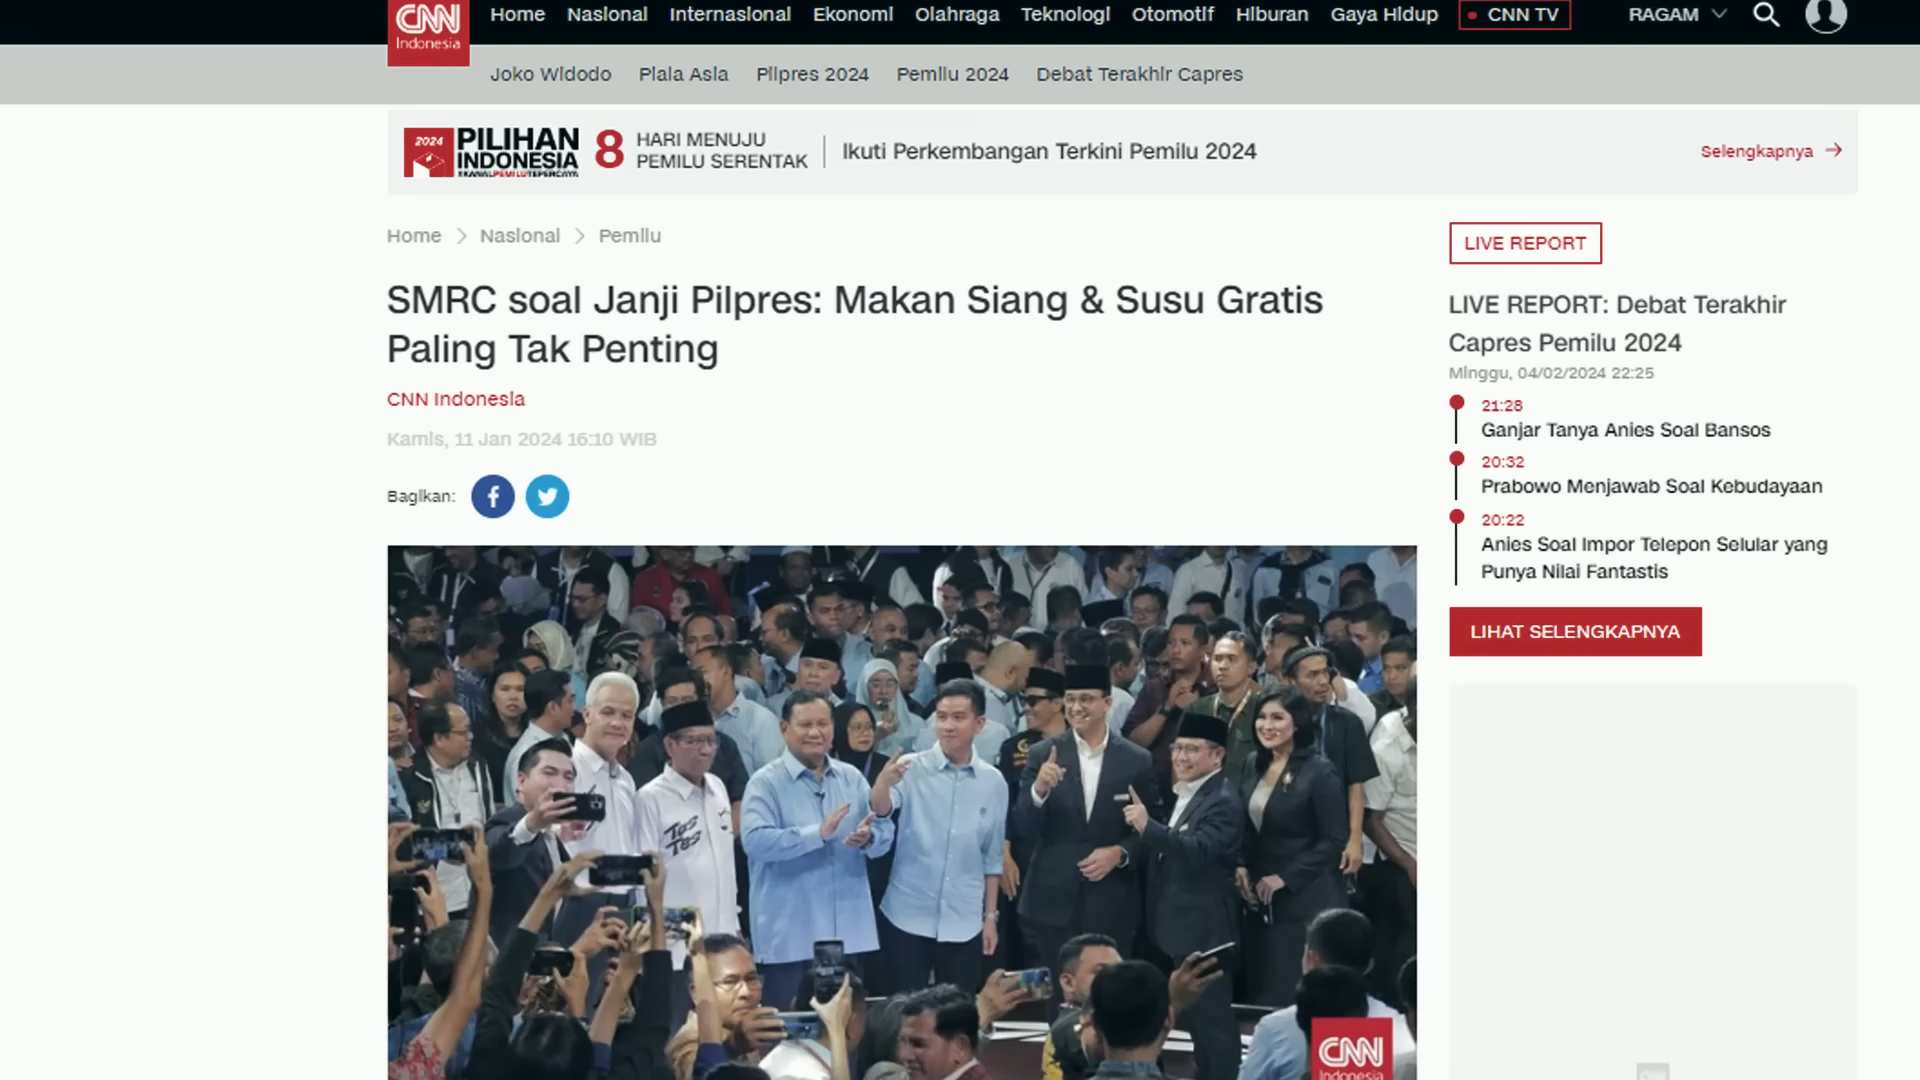 CNN
Indonesia
Home Nasional Internasional Ekonomi Olahraga Teknologi Otomotif Hiburan Gaya Hidup CNN TV RAGAM
Joko Widodo Piala Asia Pilpres 2024 Pemilu 2024 Debat Terakhir Capres
2024 PILIHAN
INDONESIA
#KANALPEMILUTEPERCAYA
8 HARI MENUJU
PEMILU SERENTAK
Ikuti Perkembangan Terkini Pemilu 2024
Selengkapnya
Home Nasional Pemilu
SMRC soal Janji Pilpres: Makan Siang & Susu Gratis
Paling Tak Penting
CNN Indonesia
Kamis, 11 Jan 2024 16:10 WIB
Bagikan:
Tas
Tes
CNN
Indonesia
LIVE REPORT
LIVE REPORT: Debat Terakhir
Capres Pemilu 2024
Minggu, 04/02/2024 22:25
21:28
Ganjar Tanya Anies Soal Bansos
20:32
Prabowo Menjawab Soal Kebudayaan
20:22
Anies Soal Impor Telepon Selular yang
Punya Nilai Fantastis
LIHAT SELENGKAPNYA